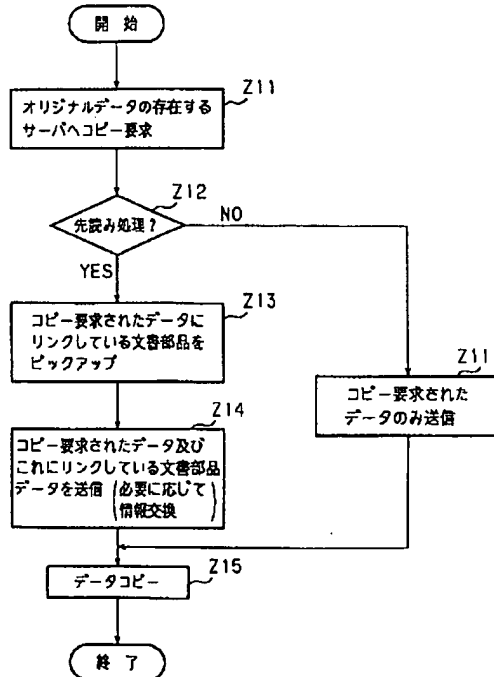 開始
Z11
オリジナルデータの存在する
サーバへコピー要求
Z12
先読み処理?
NO
YES
Z13
コピー要求されたデータに
リンクしている文書部品を
ピックアップ
Z11
コピー要求された
データのみ送信
Z14
コピー要求されたデータ及び
これにリンクしている文書部品
データを送信(必要に応じて
情報交換)
Z15
データコピー
終了